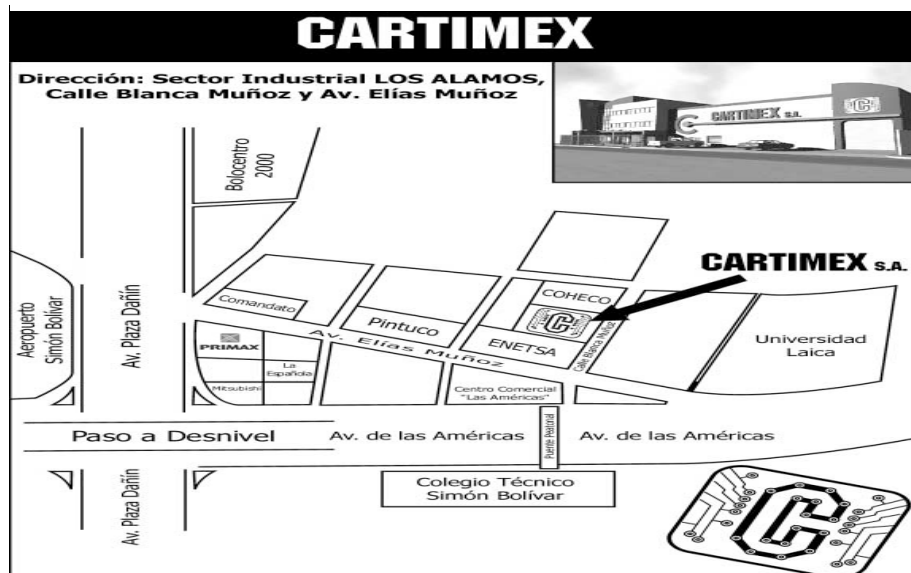 CARTIMEX
Dirección: Sector Industrial LOS ALAMOS,
Calle Blanca Muñoz y Av. Elías Muñoz
CARTIMEX S.A.
Bolocentro
2000
COHECO
CARTIMEX S.A.
Comandato
Pintuco
ENETSA
Calle Blanca Muñoz
Universidad
Laica
Aeropuerto
Simón Bolívar
Av. Plaza Dañín
PRIMAX
Av. Elías Muñoz
La
Española
Mitsubishi
Centro Comercial
"Las Américas"
Paso a Desnivel
Av. de las Américas
Puente Peatonal
Av. de las Américas
Colegio Técnico
Simón Bolívar
Av. Plaza Dañín